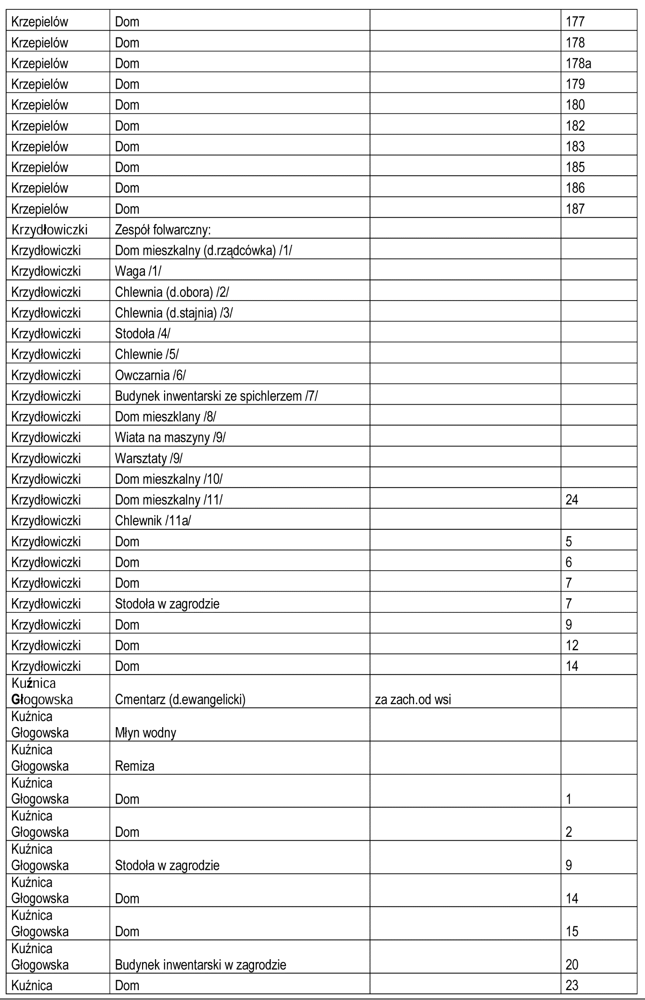 Krzepielów Dom 177
Krzepielów Dom 178
Krzepielów Dom 178a
Krzepielów Dom 179
Krzepielów Dom 180
Krzepielów Dom 182
Krzepielów Dom 183
Krzepielów Dom 185
Krzepielów Dom 186
Krzepielów Dom 187
Krzydłowiczki Zespół folwarczny:
Krzydłowiczki Dom mieszkalny (d.rządcówka) /1/
Krzydłowiczki Waga /1/
Krzydłowiczki Chlewnia (d.obora) /2/
Krzydłowiczki Chlewnia (d.stajnia) /3/
Krzydłowiczki Stodoła /4/
Krzydłowiczki Chlewnie /5/
Krzydłowiczki Owczarnia /6/
Krzydłowiczki Budynek inwentarski ze spichlerzem /7/
Krzydłowiczki Dom mieszklany /8/
Krzydłowiczki Wiata na maszyny /9/
Krzydłowiczki Warsztaty /9/
Krzydłowiczki Dom mieszkalny /10/
Krzydłowiczki Dom mieszkalny /11/ 24
Krzydłowiczki Chlewnik /11a/
Krzydłowiczki Dom 5
Krzydłowiczki Dom 6
Krzydłowiczki Dom 7
Krzydłowiczki Stodoła w zagrodzie 7
Krzydłowiczki Dom 9
Krzydłowiczki Dom 12
Krzydłowiczki Dom 14
Kuźnica
Głogowska Cmentarz (d.ewangelicki) za zach.od wsi
Kuźnica
Głogowska Młyn wodny
Kuźnica
Głogowska Remiza
Kuźnica
Głogowska Dom 1
Kuźnica
Głogowska Dom 2
Kuźnica
Głogowska Stodoła w zagrodzie 9
Kuźnica
Głogowska Dom 14
Kuźnica
Głogowska Dom 15
Kuźnica
Głogowska Budynek inwentarski w zagrodzie 20
Kuźnica Dom 23